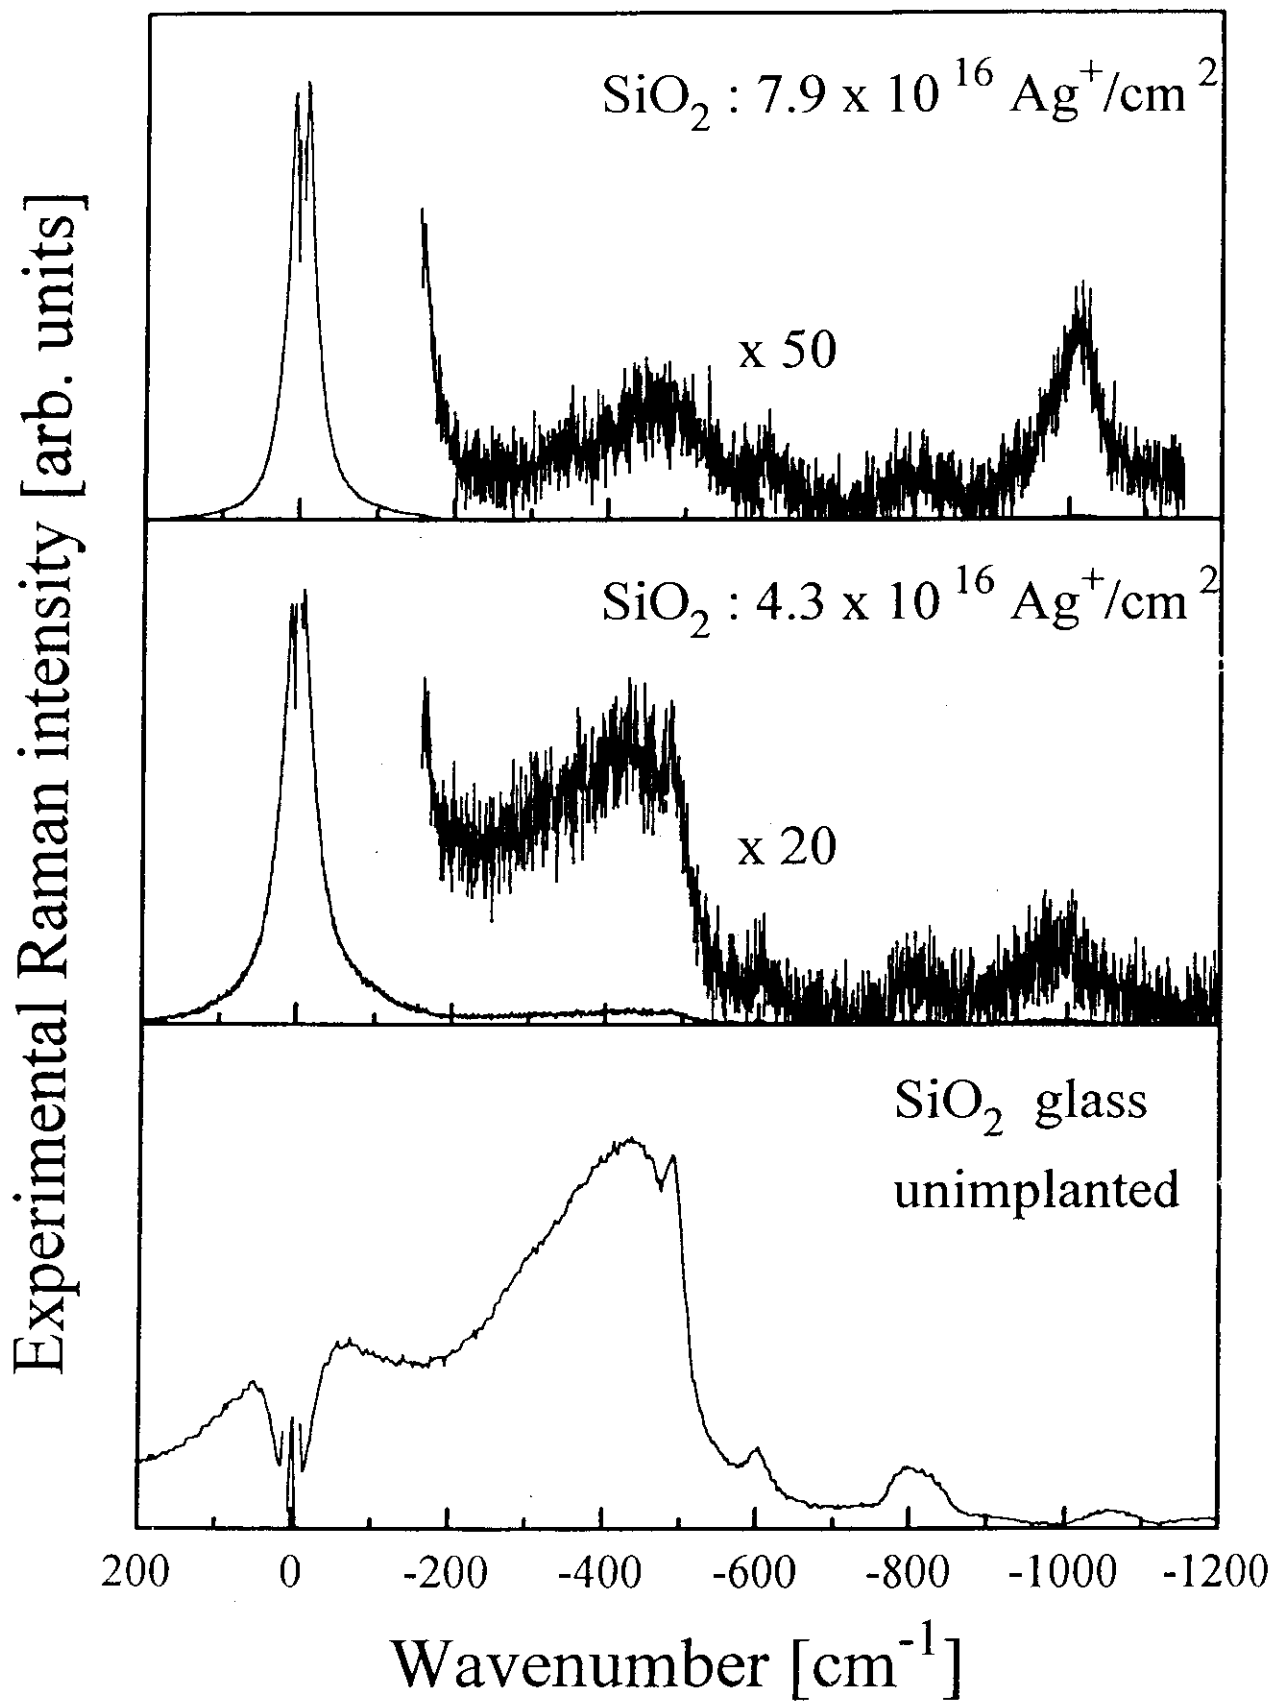 Experimental Raman intensity [arb. units]
SiO₂ : 7.9 x 10 ¹⁶ Ag⁺/cm ²
x 50
SiO₂ : 4.3 x 10 ¹⁶ Ag⁺/cm ²
x 20
SiO₂ glass
unimplanted
200 0 -200 -400 -600 -800 -1000 -1200
Wavenumber [cm⁻¹]